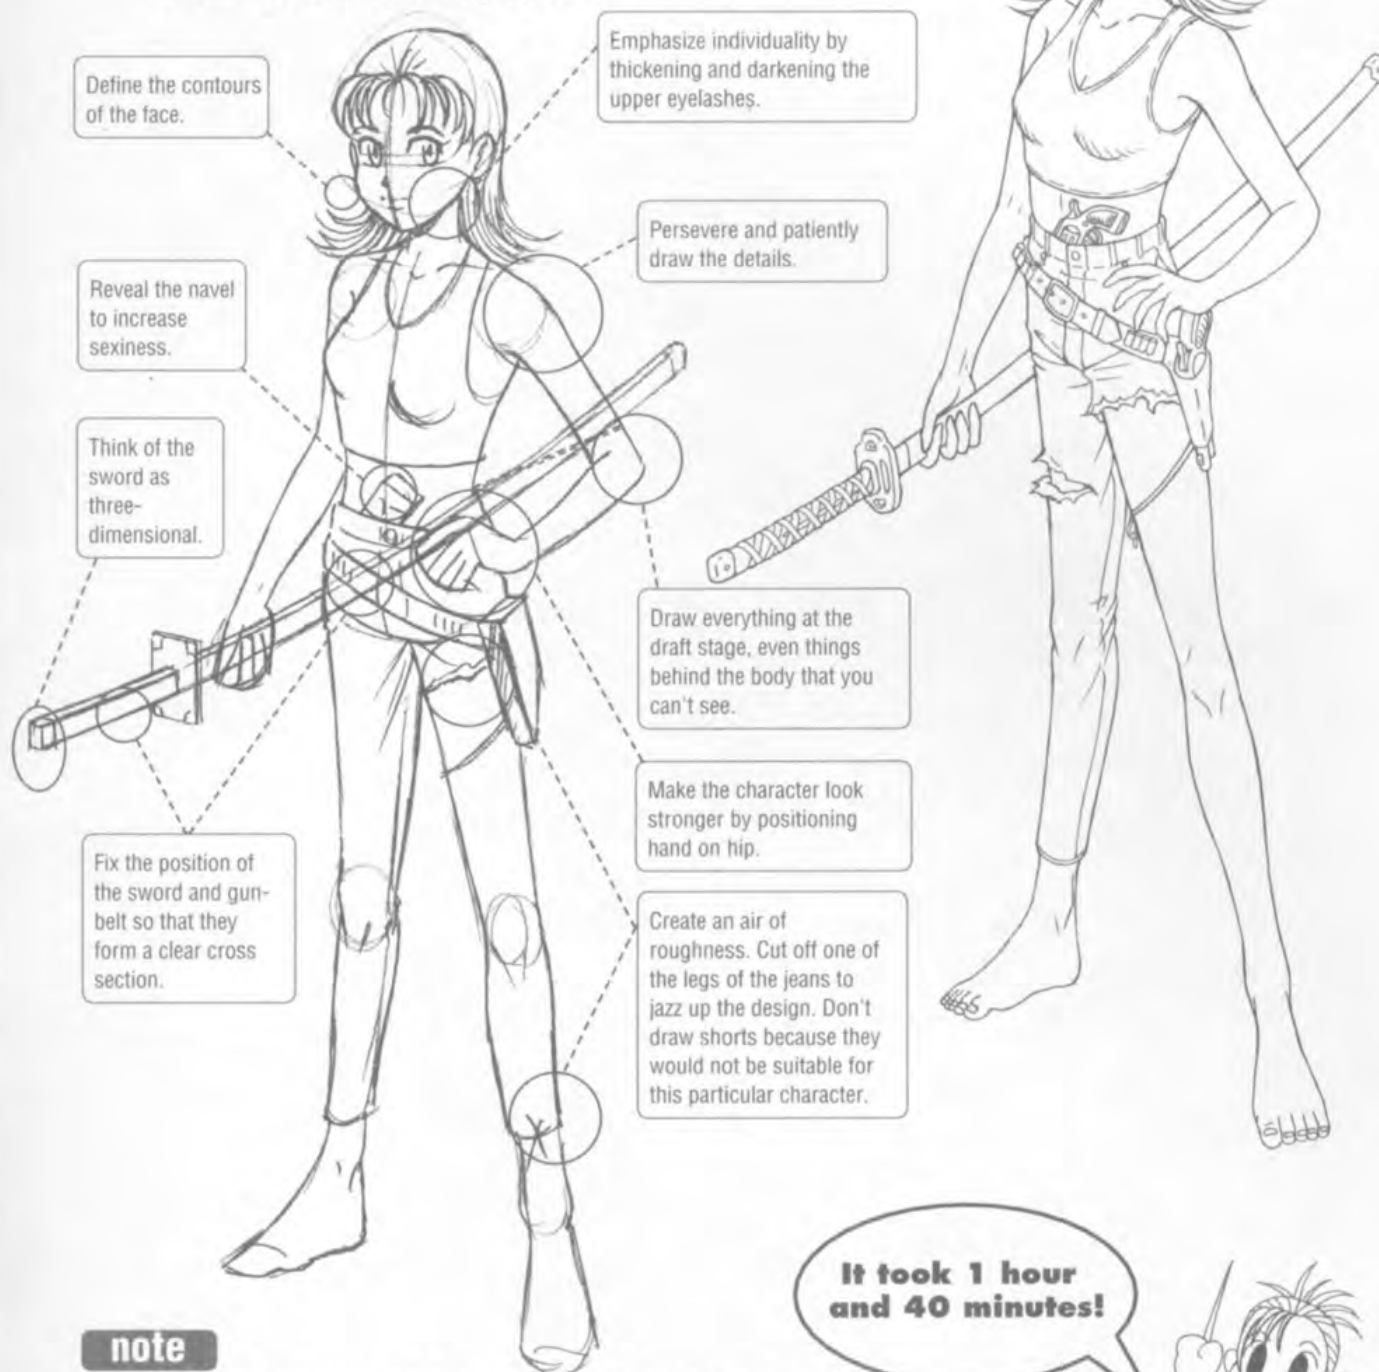 Define the contours
of the face.
Emphasize individuality by
thickening and darkening the
upper eyelashes.
Persevere and patiently
draw the details.
Reveal the navel
to increase
sexiness.
Think of the
sword as
three-
dimensional.
Draw everything at the
draft stage, even things
behind the body that you
can't see.
Make the character look
stronger by positioning
hand on hip.
Fix the position of
the sword and gun-
belt so that they
form a clear cross
section.
Create an air of
roughness. Cut off one of
the legs of the jeans to
jazz up the design. Don't
draw shorts because they
would not be suitable for
this particular character.
It took 1 hour
and 40 minutes!
note